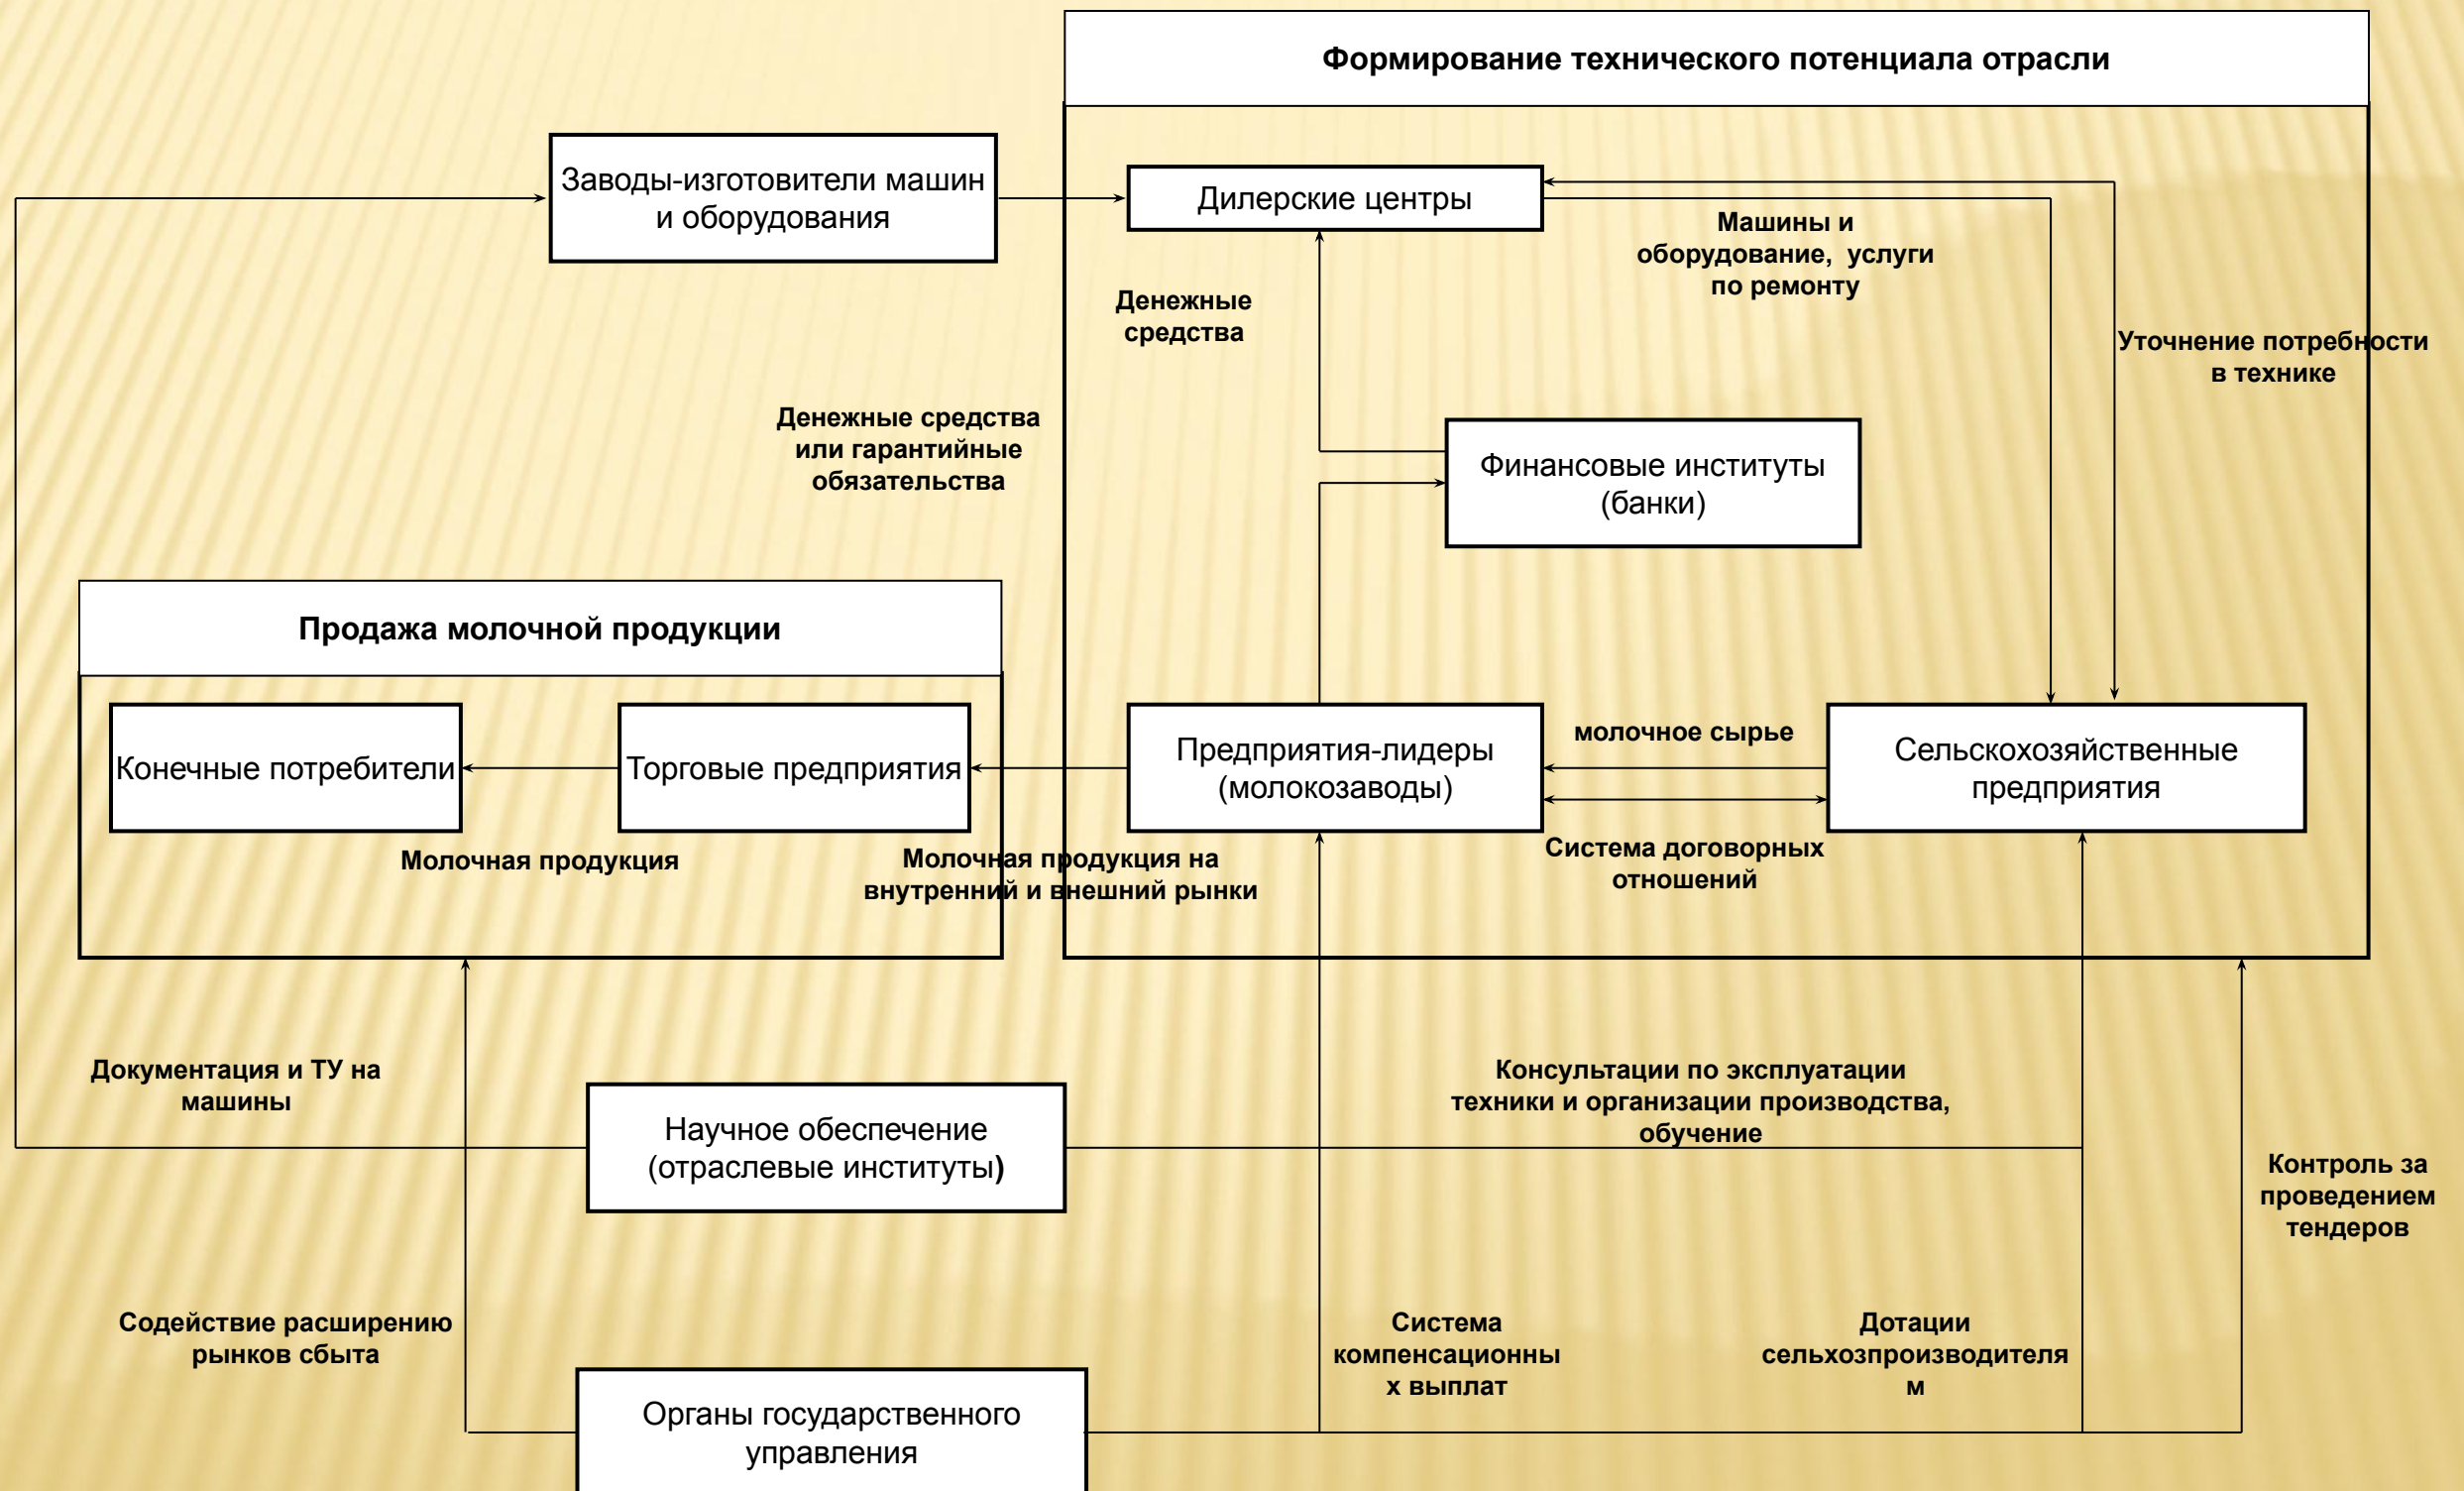 Формирование технического потенциала отрасли
Заводы-изготовители машин
и оборудования
Дилерские центры
Машины и
оборудование, услуги
по ремонту
Денежные
средства
Уточнение потребности
в технике
Денежные средства
или гарантийные
обязательства
Финансовые институты
(банки)
Продажа молочной продукции
Конечные потребители
Торговые предприятия
Предприятия-лидеры
(молокозаводы)
молочное сырье
Сельскохозяйственные
предприятия
Молочная продукция
Молочная продукция на
внутренний и внешний рынки
Система договорных
отношений
Документация и ТУ на
машины
Научное обеспечение
(отраслевые институты)
Консультации по эксплуатации
техники и организации производства,
обучение
Контроль за
проведением
тендеров
Содействие расширению
рынков сбыта
Система
компенсационны
х выплат
Дотации
сельхозпроизводителя
м
Органы государственного
управления